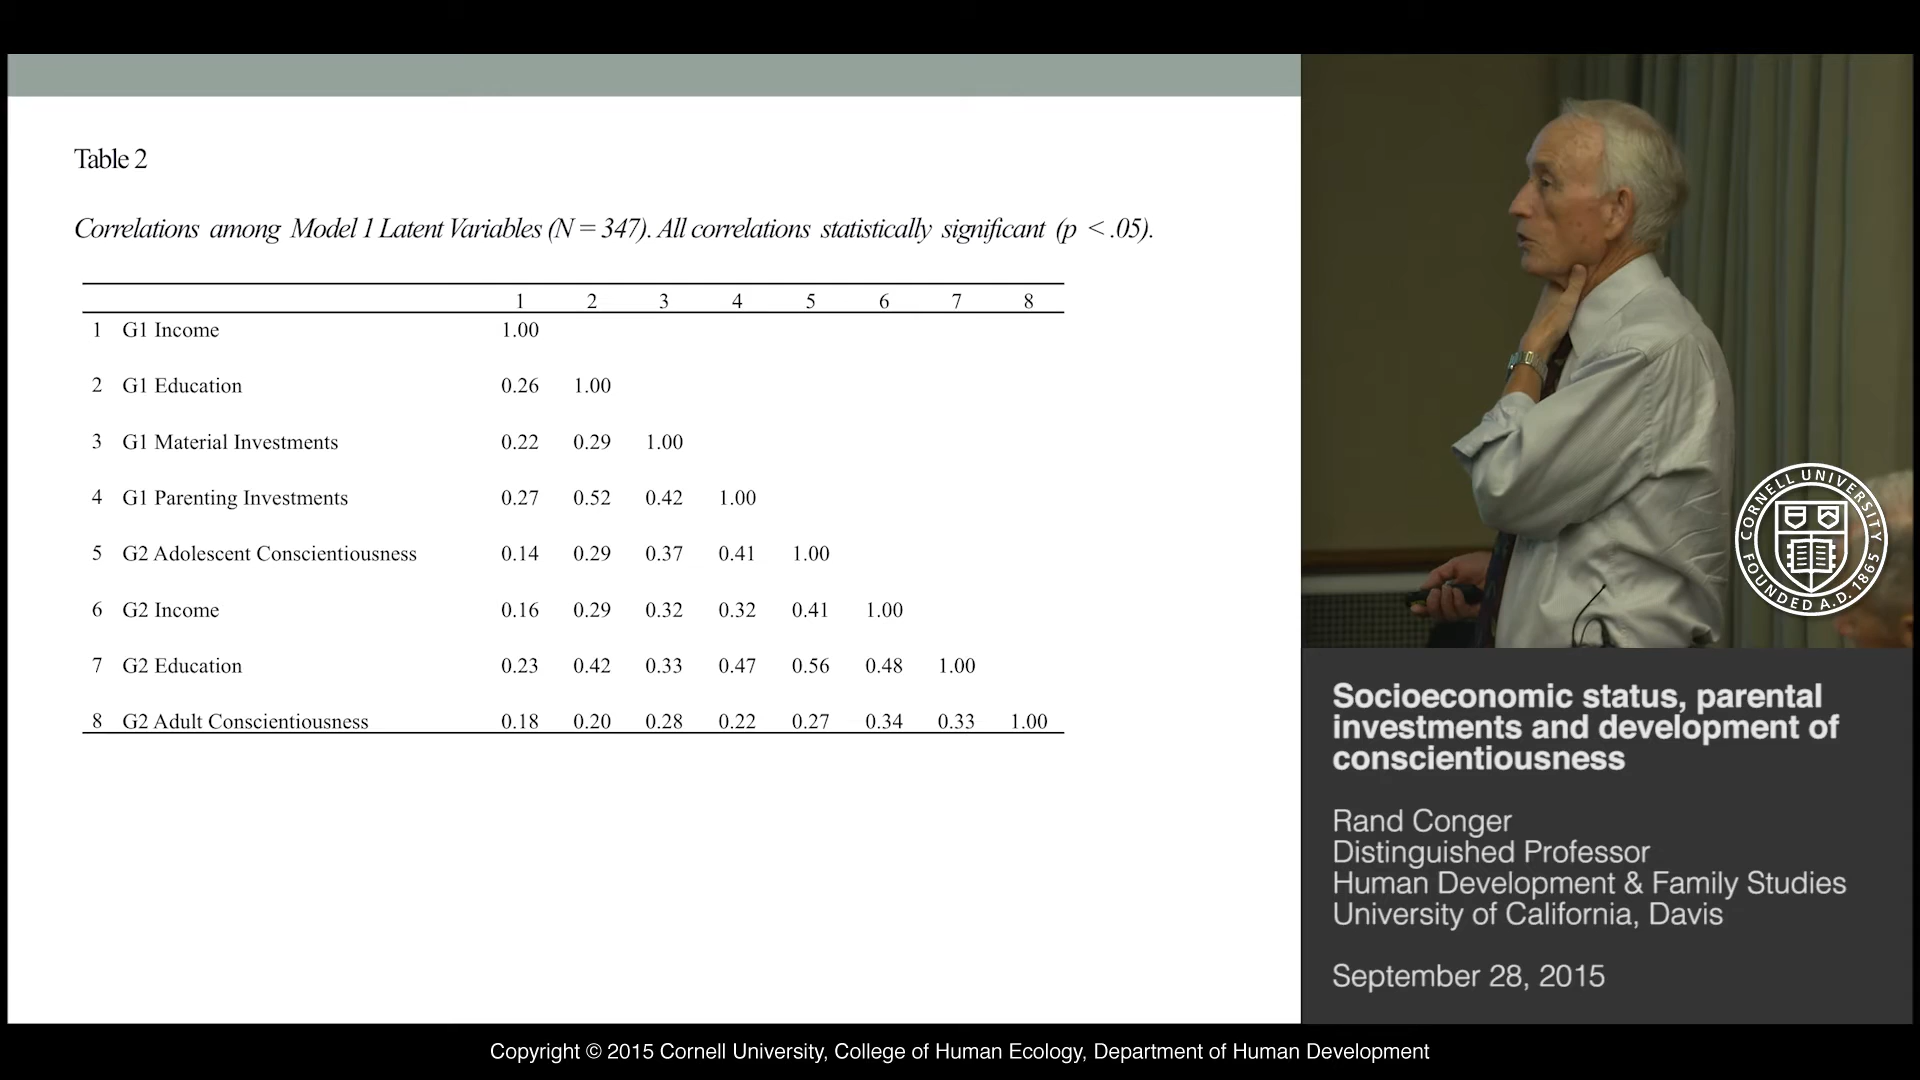 Table 2
Correlations among Model 1 Latent Variables (N = 347). All correlations statistically significant (p < .05).
1 2 3 4 5 6 7 8
1 G1 Income 1.00
2 G1 Education 0.26 1.00
3 G1 Material Investments 0.22 0.29 1.00
4 G1 Parenting Investments 0.27 0.52 0.42 1.00
5 G2 Adolescent Conscientiousness 0.14 0.29 0.37 0.41 1.00
6 G2 Income 0.16 0.29 0.32 0.32 0.41 1.00
7 G2 Education 0.23 0.42 0.33 0.47 0.56 0.48 1.00
8 G2 Adult Conscientiousness 0.18 0.20 0.28 0.22 0.27 0.34 0.33 1.00
CORNELL UNIVERSITY
FOUNDED A.D. 1865
Socioeconomic status, parental
investments and development of
conscientiousness
Rand Conger
Distinguished Professor
Human Development & Family Studies
University of California, Davis
September 28, 2015
Copyright © 2015 Cornell University, College of Human Ecology, Department of Human Development